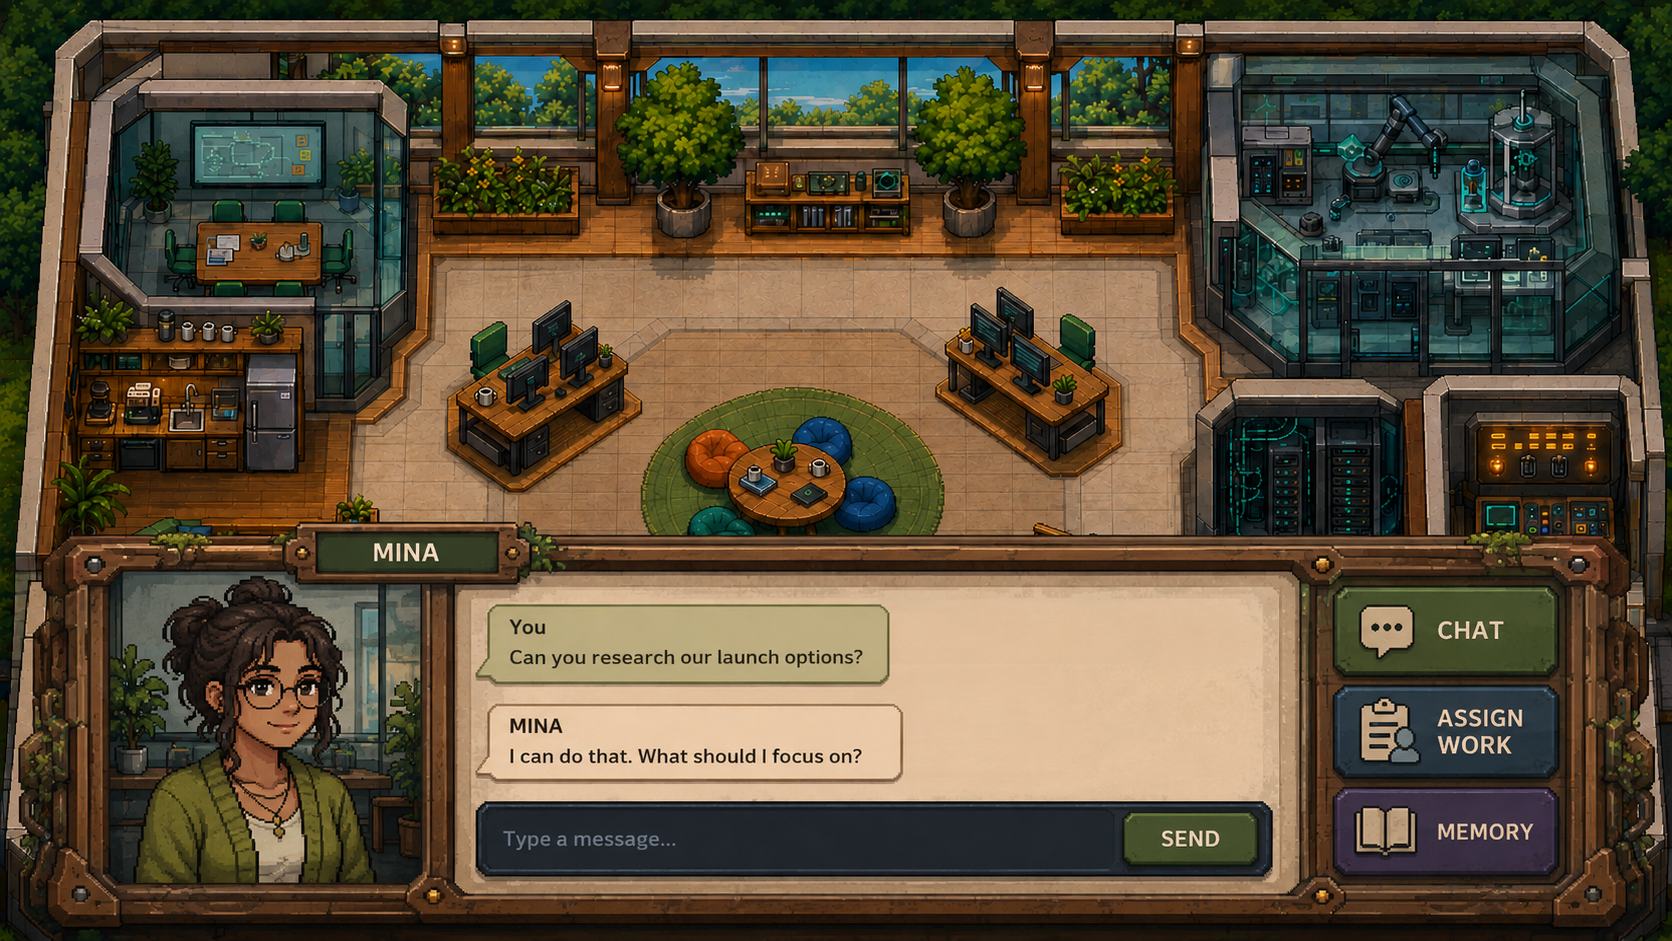 MINA
You
Can you research our launch options?
MINA
I can do that. What should I focus on?
Type a message...
SEND
CHAT
ASSIGN
WORK
MEMORY